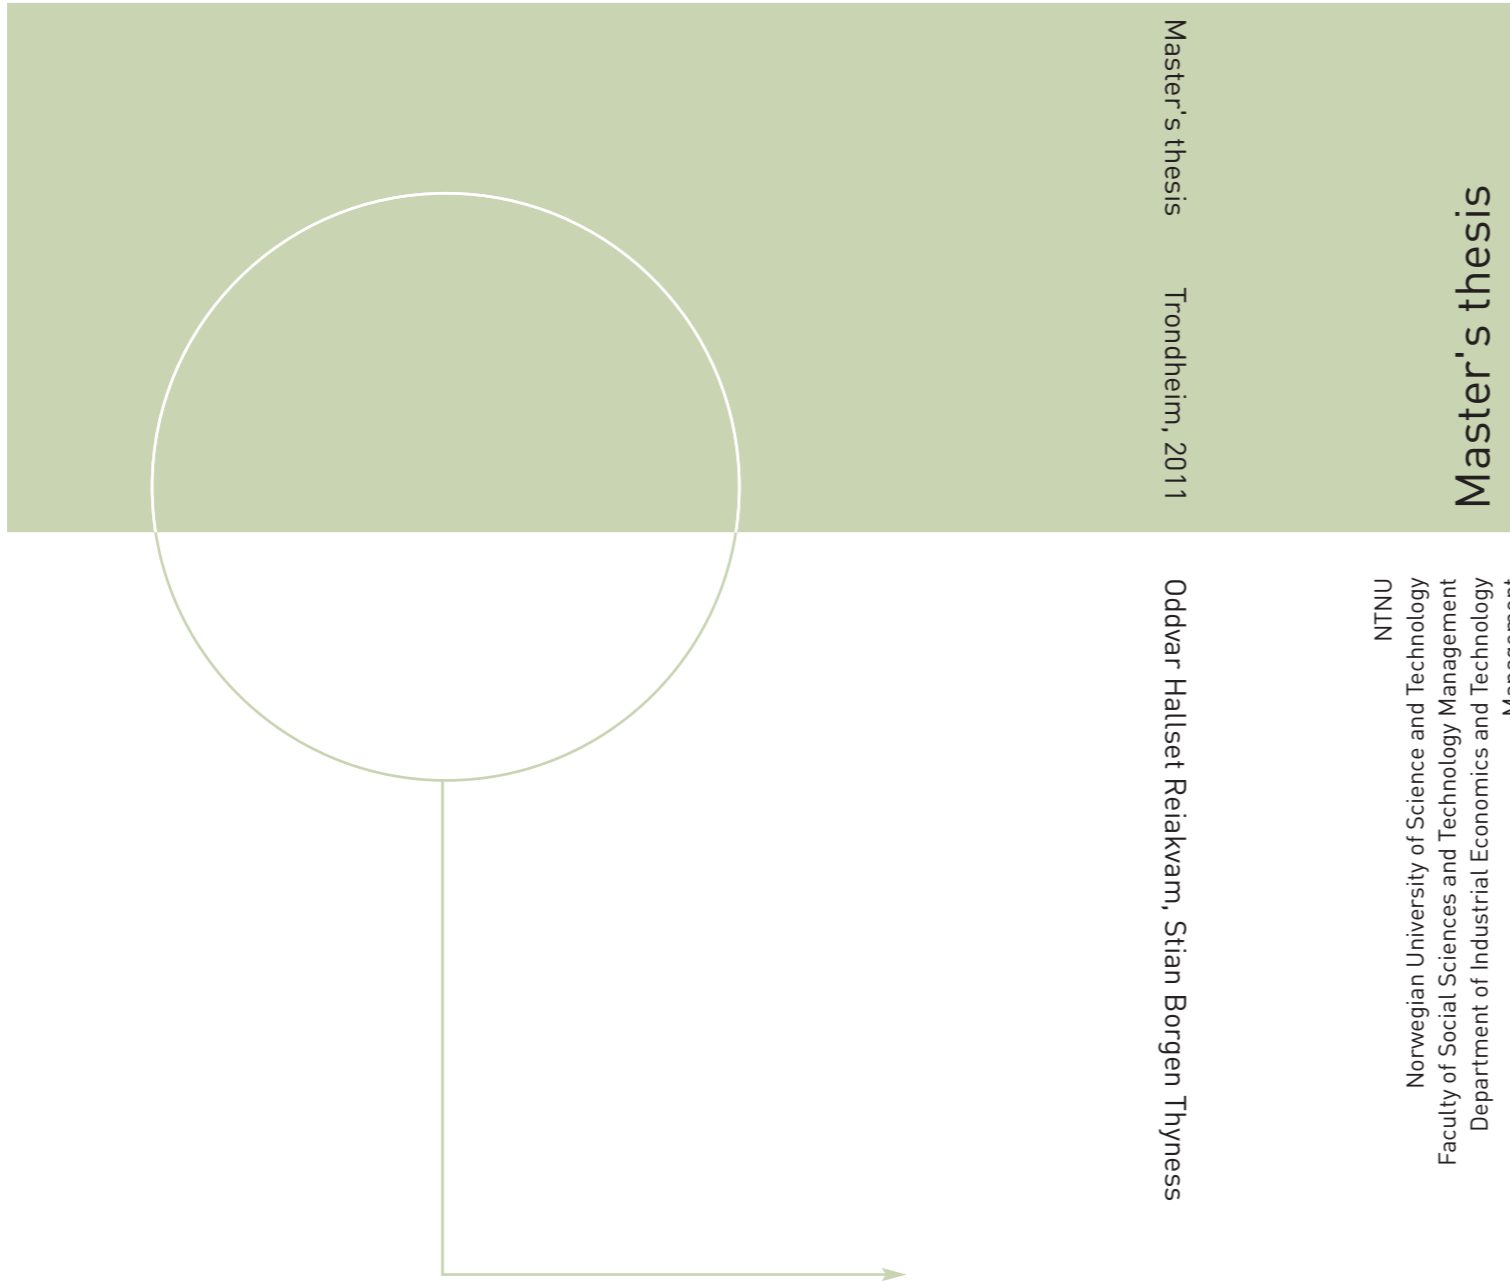 Master's thesis
Trondheim, 2011
Oddvar Hallset Reiakvam, Stian Borgen Thyness
Master's thesis
NTNU
Norwegian University of Science and Technology
Faculty of Social Sciences and Technology Management
Department of Industrial Economics and Technology
Management